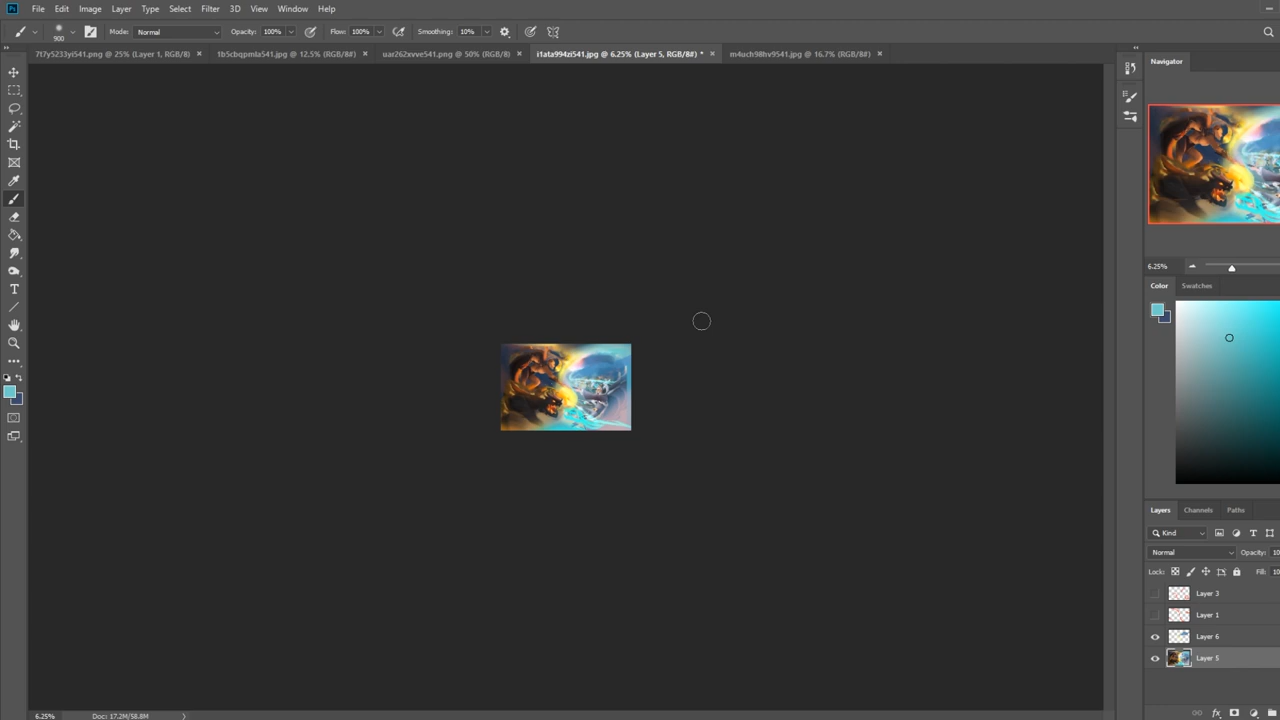 Ps File Edit Image Layer Type Select Filter 3D View Window Help
900 Mode: Normal Opacity: 100% Flow: 100% Smoothing: 10%
7t7y5233yi541.png @ 25% (Layer 1, RGB/8) × 1b5cbqpmla541.jpg @ 12.5% (RGB/8#) × uar262xvve541.png @ 50% (RGB/8) × i1ata994zi541.jpg @ 6.25% (Layer 5, RGB/8#) * × m4uch98hv9541.jpg @ 16.7% (RGB/8#) ×
Navigator
6.25%
Color Swatches
Layers Channels Paths
Kind
Normal Opacity: 10
Lock: Fill: 10
Layer 3
Layer 1
Layer 6
Layer 5
6.25% Doc: 17.2M/58.8M